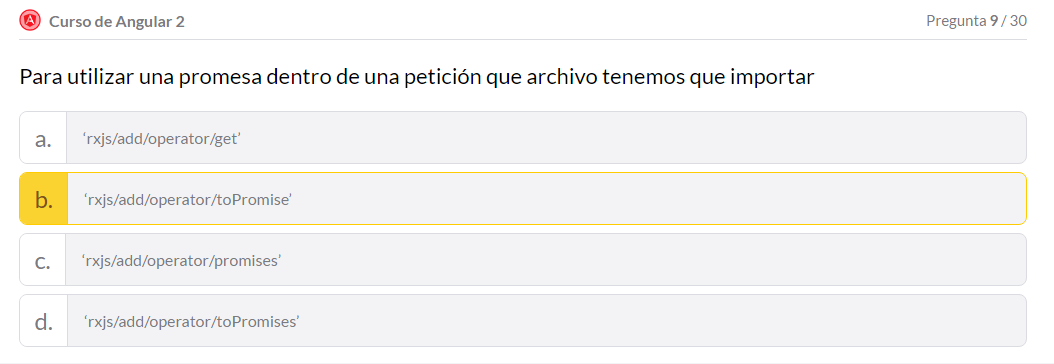 Curso de Angular 2
Pregunta 9 / 30
Para utilizar una promesa dentro de una petición que archivo tenemos que importar
a. ‘rxjs/add/operator/get’
b. ‘rxjs/add/operator/toPromise’
c. ‘rxjs/add/operator/promises’
d. ‘rxjs/add/operator/toPromises’